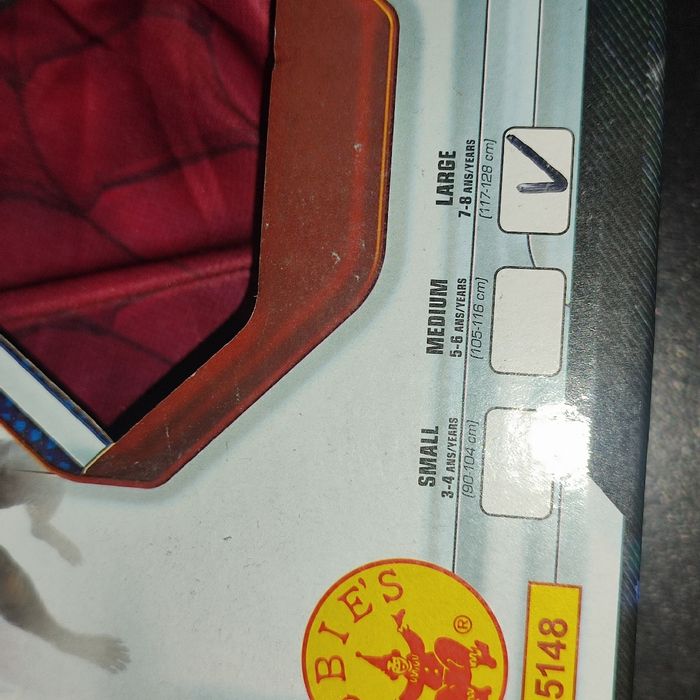 BIE'S
®
5148
SMALL
3-4 ANS/YEARS
(90-104 cm)
MEDIUM
5-6 ANS/YEARS
(105-116 cm)
LARGE
7-8 ANS/YEARS
(117-128 cm)